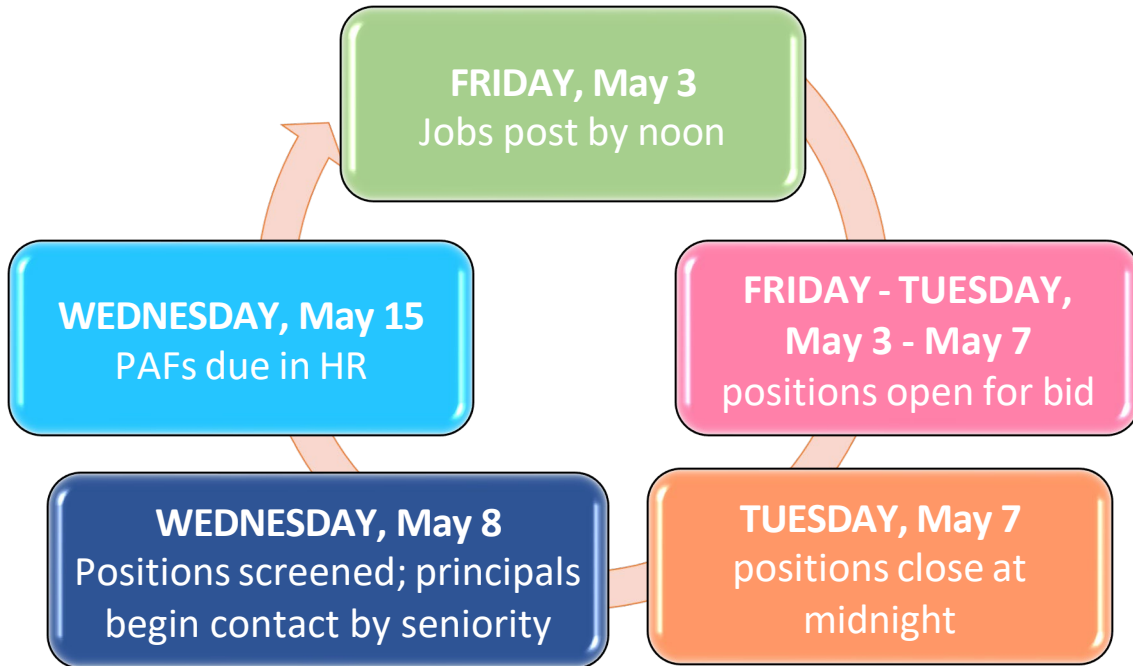 FRIDAY, May 3
Jobs post by noon
FRIDAY - TUESDAY,
May 3 - May 7
positions open for bid
TUESDAY, May 7
positions close at
midnight
WEDNESDAY, May 8
Positions screened; principals
begin contact by seniority
WEDNESDAY, May 15
PAFs due in HR